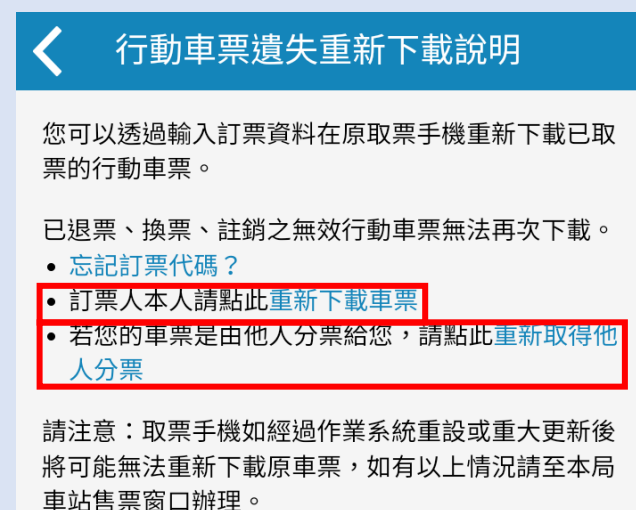 行動車票遺失重新下載說明
您可以透過輸入訂票資料在原取票手機重新下載已取
票的行動車票。
已退票、換票、註銷之無效行動車票無法再次下載。
• 忘記訂票代碼？
• 訂票人本人請點此重新下載車票
• 若您的車票是由他人分票給您，請點此重新取得他
人分票
請注意：取票手機如經過作業系統重設或重大更新後
將可能無法重新下載原車票，如有以上情況請至本局
車站售票窗口辦理。